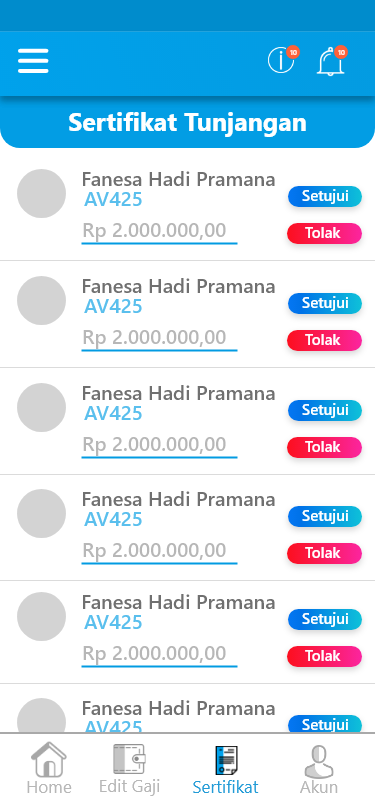 10
10
Sertifikat Tunjangan
Fanesa Hadi Pramana
AV425
Setujui
Rp 2.000.000,00
Tolak
Fanesa Hadi Pramana
AV425
Setujui
Rp 2.000.000,00
Tolak
Fanesa Hadi Pramana
AV425
Setujui
Rp 2.000.000,00
Tolak
Fanesa Hadi Pramana
AV425
Setujui
Rp 2.000.000,00
Tolak
Fanesa Hadi Pramana
AV425
Setujui
Rp 2.000.000,00
Tolak
Fanesa Hadi Pramana
AV425
Setujui
Home
Edit Gaji
Sertifikat
Akun